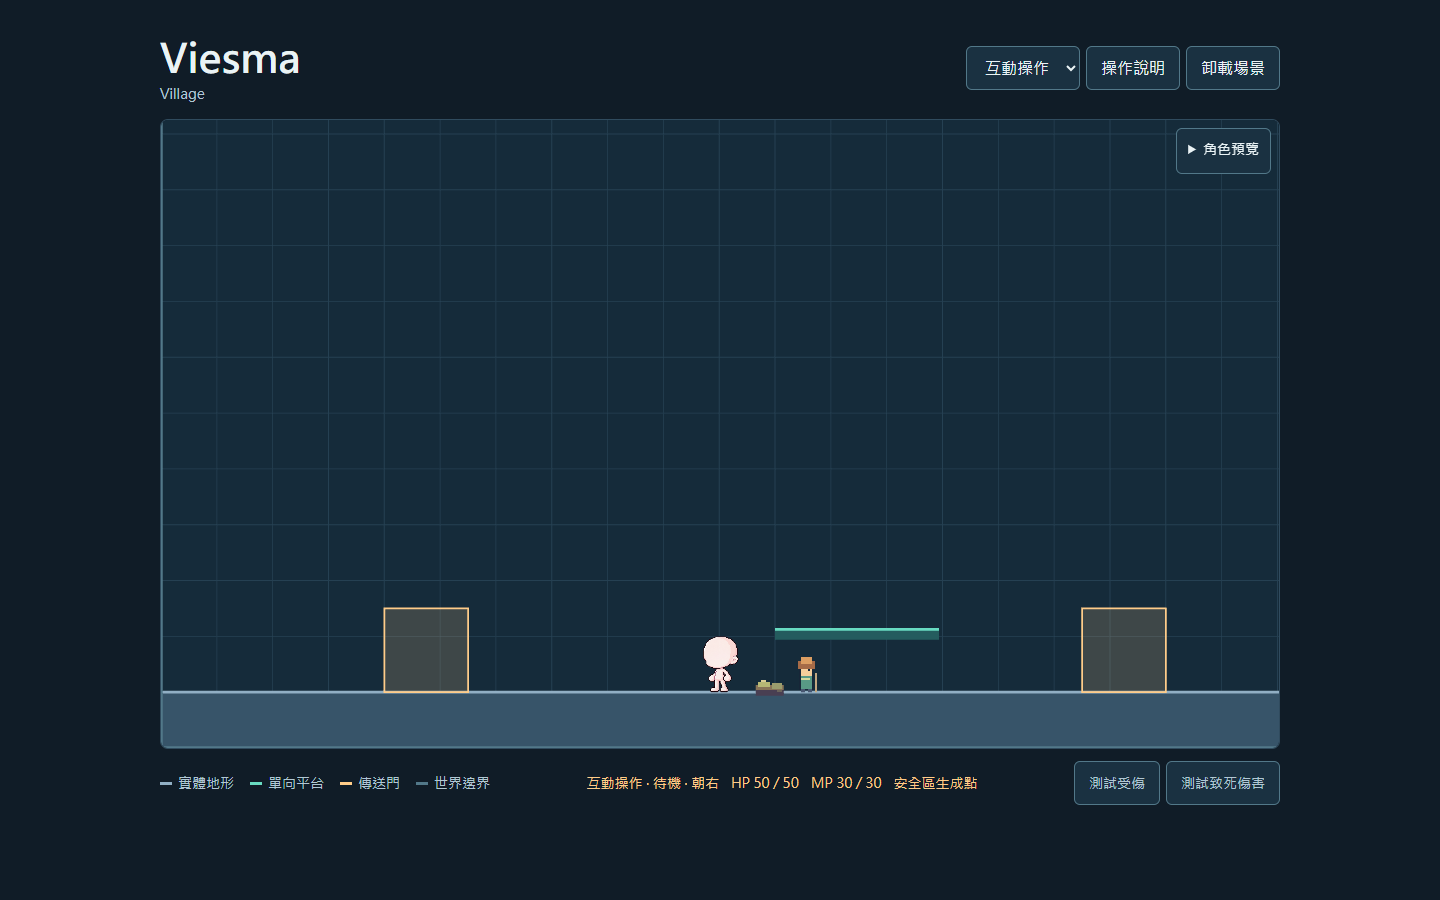 Viesma
Village
互動操作
操作說明
卸載場景
▶ 角色預覽
實體地形
單向平台
傳送門
世界邊界
互動操作 · 待機 · 朝右 HP 50 / 50 MP 30 / 30 安全區生成點
測試受傷
測試致死傷害